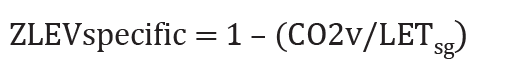 ZLEVspecific = 1 – (CO2v/LETsg)